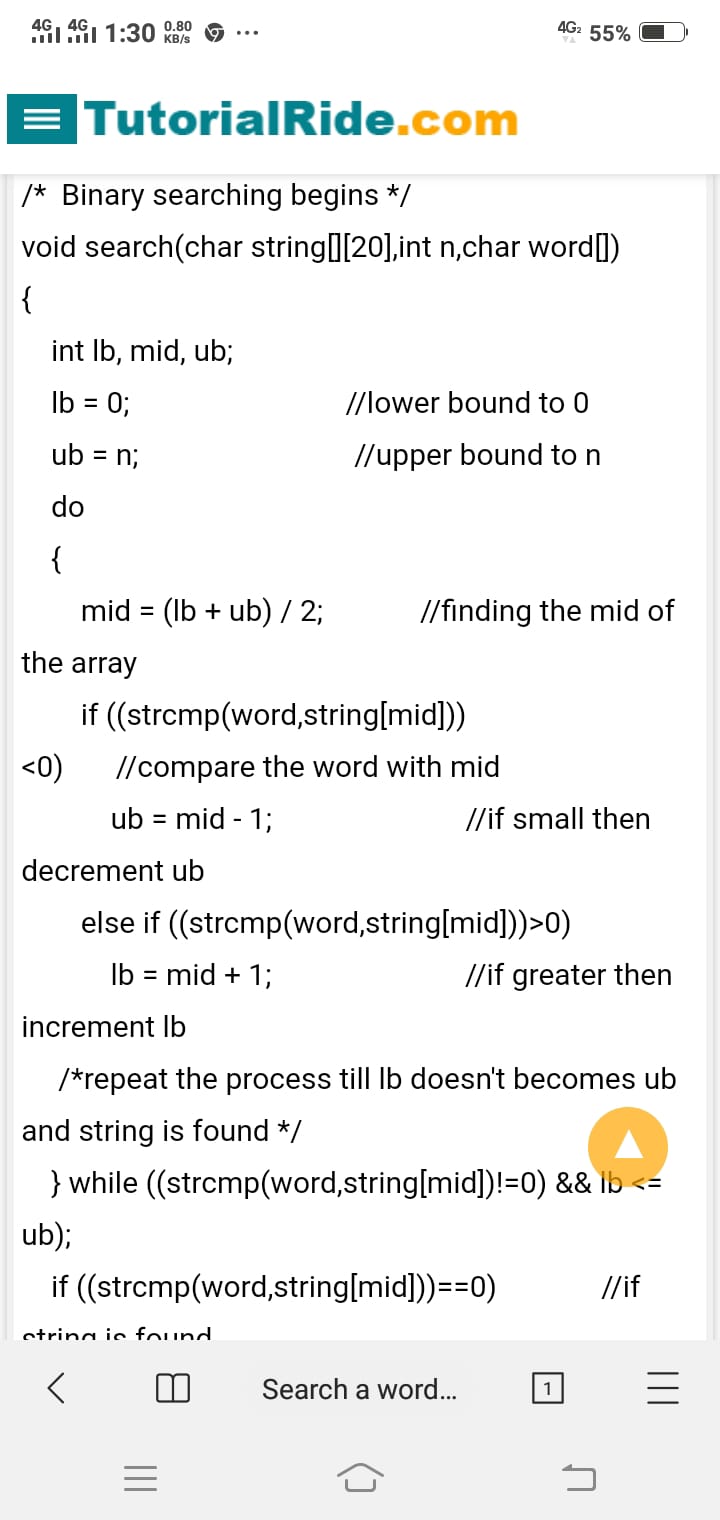 4G 4G 1:30 0.80 KB/s ... 4G2 55%
TutorialRide.com
/* Binary searching begins */
void search(char string[][20],int n,char word[])
{
int lb, mid, ub;
lb = 0; //lower bound to 0
ub = n; //upper bound to n
do
{
mid = (lb + ub) / 2; //finding the mid of
the array
if ((strcmp(word,string[mid]))
<0) //compare the word with mid
ub = mid - 1; //if small then
decrement ub
else if ((strcmp(word,string[mid]))>0)
lb = mid + 1; //if greater then
increment lb
/*repeat the process till lb doesn't becomes ub
and string is found */
} while ((strcmp(word,string[mid])!=0) && lb <=
ub);
if ((strcmp(word,string[mid]))==0) //if
string is found
Search a word...
1